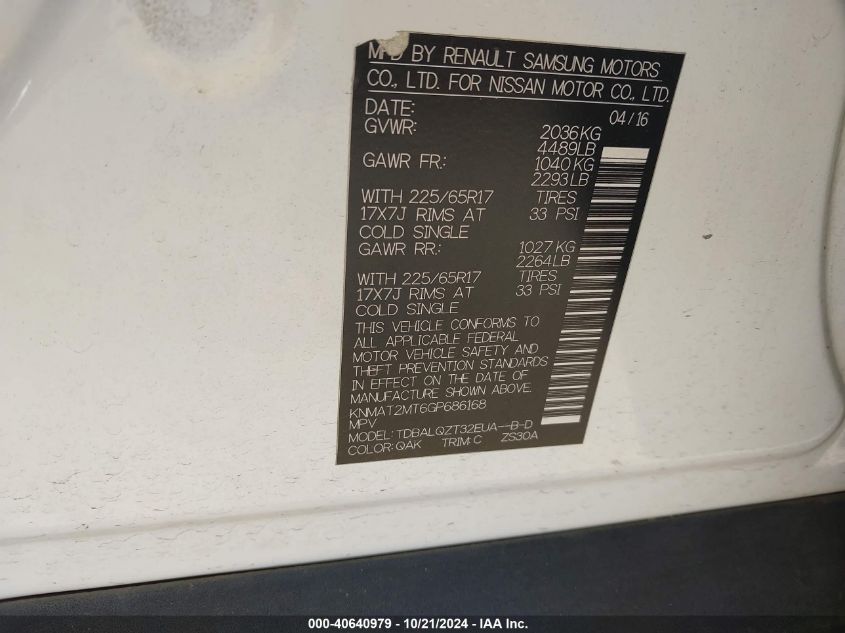 MFD BY RENAULT SAMSUNG MOTORS
CO., LTD. FOR NISSAN MOTOR CO., LTD.
DATE: 04/16
GVWR: 2036KG
4489LB
GAWR FR.: 1040KG
2293LB
WITH 225/65R17 TIRES
17X7J RIMS AT 33 PSI
COLD SINGLE
GAWR RR.: 1027KG
2264LB
WITH 225/65R17 TIRES
17X7J RIMS AT 33 PSI
COLD SINGLE
THIS VEHICLE CONFORMS TO
ALL APPLICABLE FEDERAL
MOTOR VEHICLE SAFETY AND
THEFT PREVENTION STANDARDS
IN EFFECT ON THE DATE OF
MANUFACTURE SHOWN ABOVE.
KNMAT2MT6GP686168
MPV
MODEL: TDBALQZT32EUA--B-D
COLOR: QAK TRIM: C ZS30A
000-40640979 - 10/21/2024 - IAA Inc.